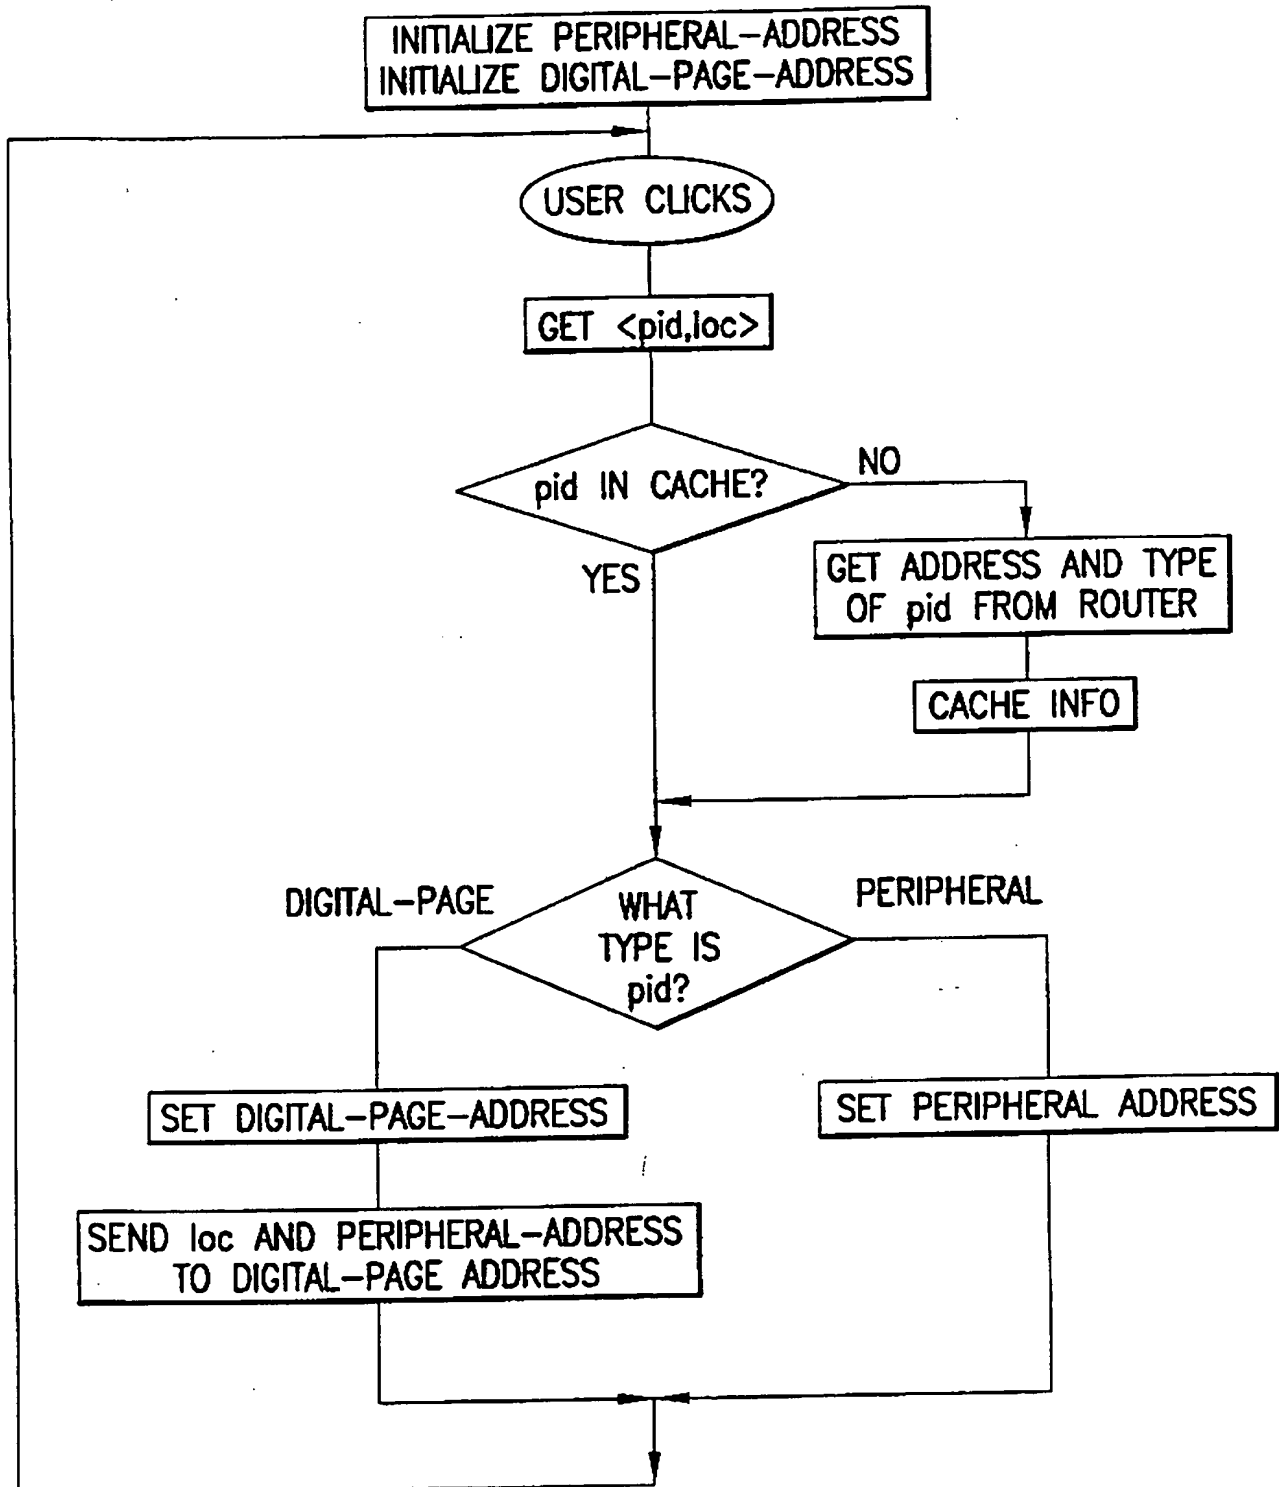 INITIALIZE PERIPHERAL-ADDRESS
INITIALIZE DIGITAL-PAGE-ADDRESS
USER CLICKS
GET <pid,loc>
pid IN CACHE?
NO
YES
GET ADDRESS AND TYPE
OF pid FROM ROUTER
CACHE INFO
DIGITAL-PAGE
WHAT
TYPE IS
pid?
PERIPHERAL
SET DIGITAL-PAGE-ADDRESS
SET PERIPHERAL ADDRESS
SEND loc AND PERIPHERAL-ADDRESS
TO DIGITAL-PAGE ADDRESS